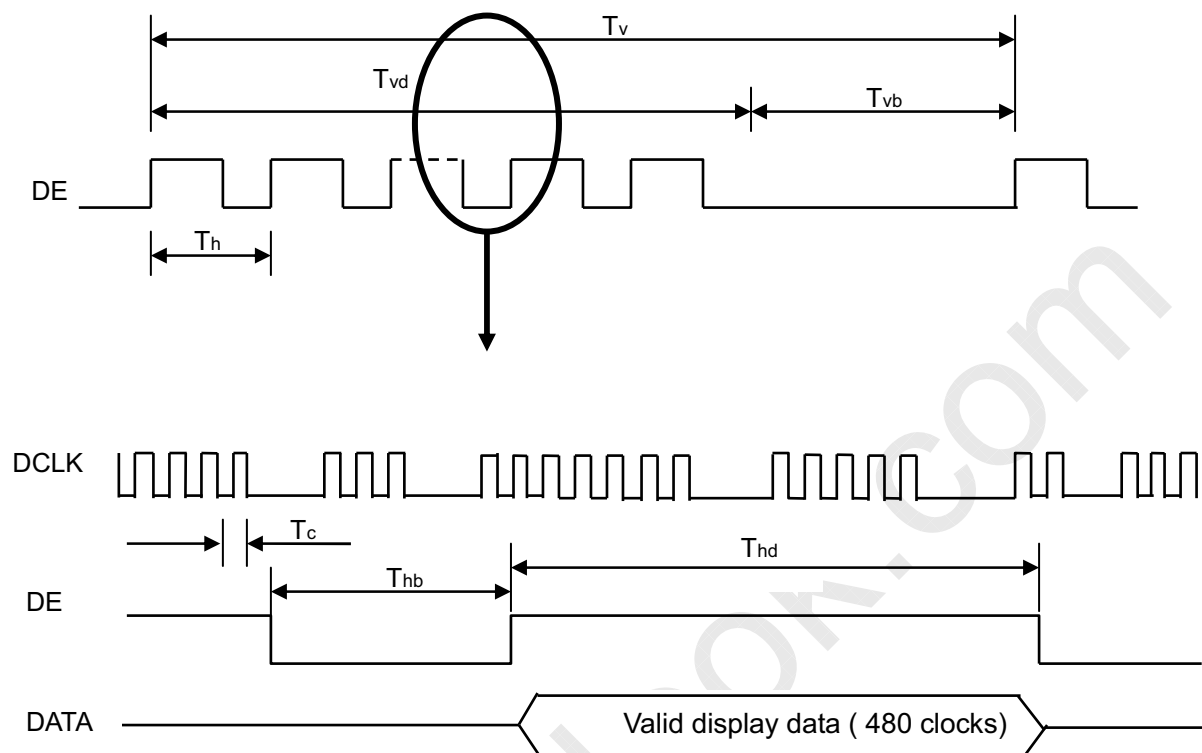 Tv
Tvd
Tvb
DE
Th
DCLK
Tc
Thd
Thb
DE
DATA
Valid display data ( 480 clocks)